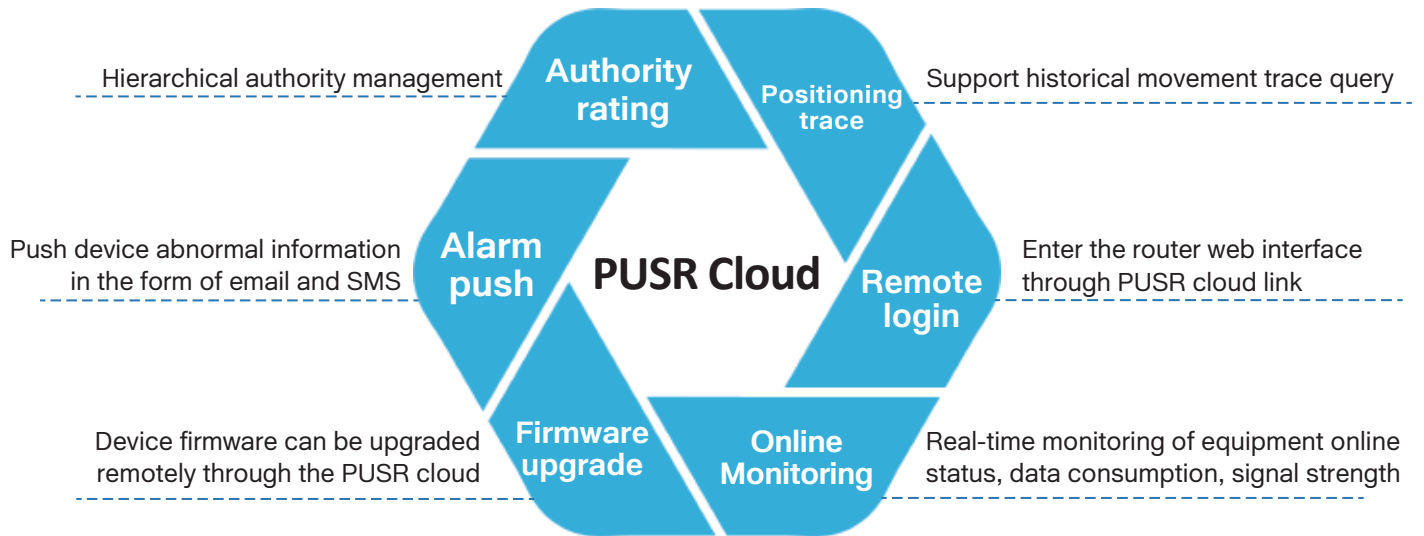 Hierarchical authority management
Authority
rating
Positioning
trace
Support historical movement trace query
Push device abnormal information
in the form of email and SMS
Alarm
push
PUSR Cloud
Remote
login
Enter the router web interface
through PUSR cloud link
Device firmware can be upgraded
remotely through the PUSR cloud
Firmware
upgrade
Online
Monitoring
Real-time monitoring of equipment online
status, data consumption, signal strength